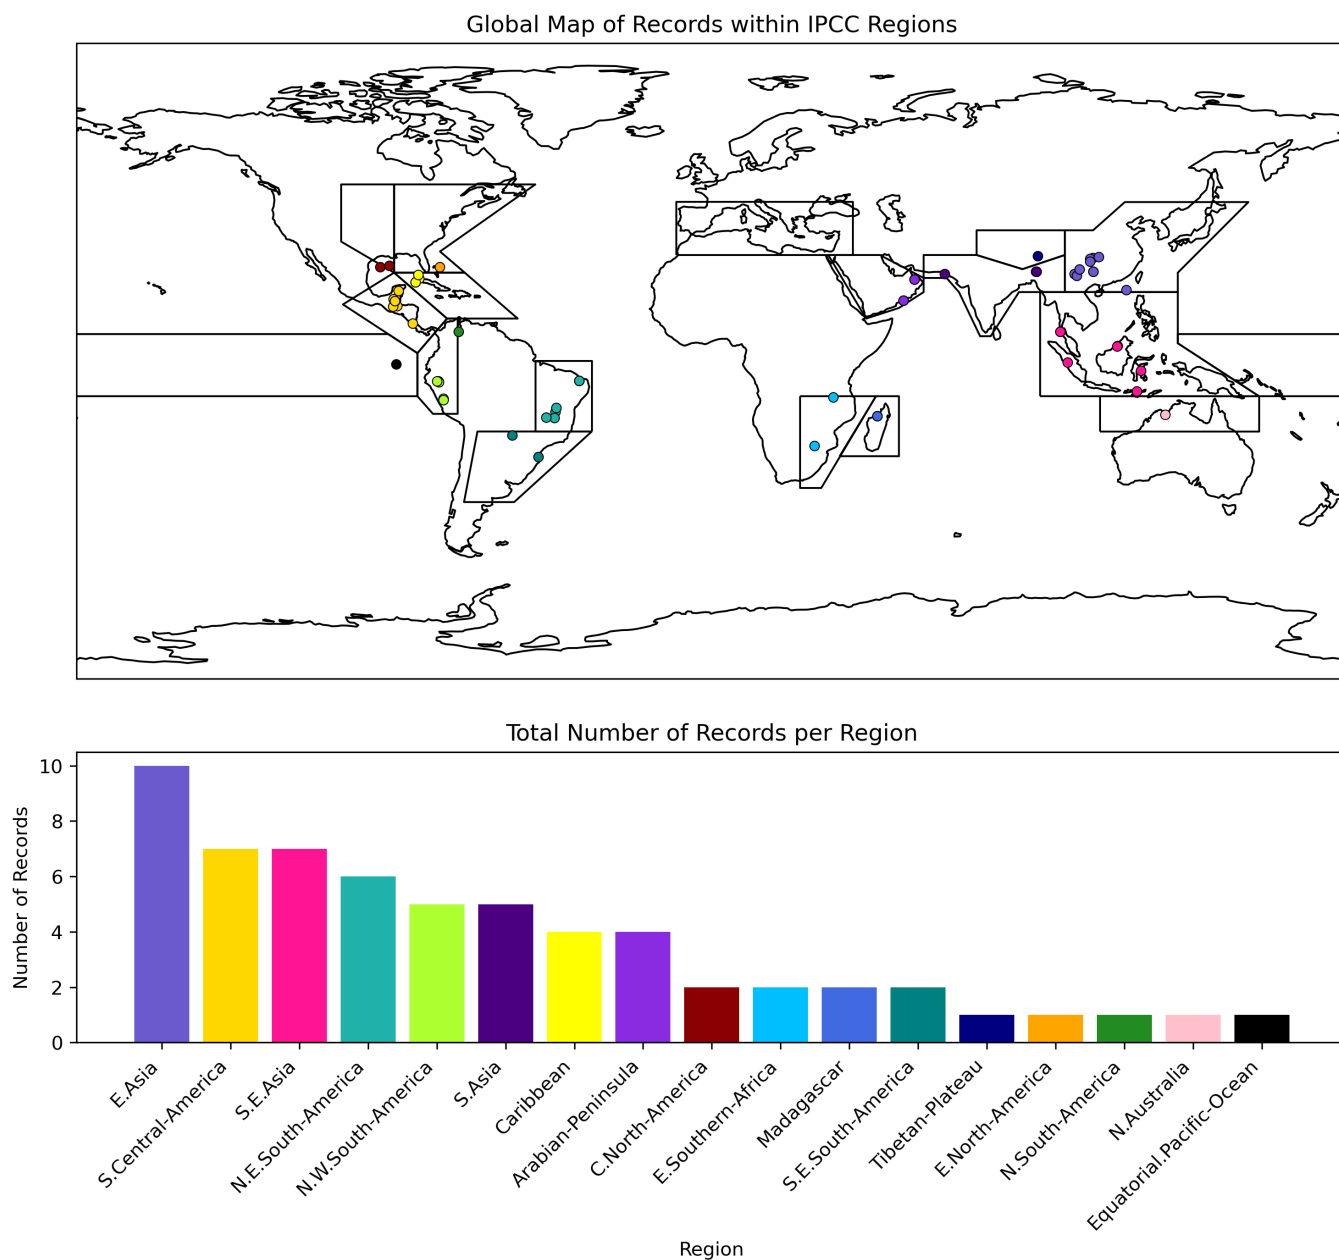 Global Map of Records within IPCC Regions
Total Number of Records per Region
Number of Records
10
8
6
4
2
0
E.Asia
S.Central-America
S.E.Asia
N.E.South-America
N.W.South-America
S.Asia
Caribbean
Arabian-Peninsula
C.North-America
E.Southern-Africa
Madagascar
S.E.South-America
Tibetan-Plateau
E.North-America
N.South-America
N.Australia
Equatorial.Pacific-Ocean
Region